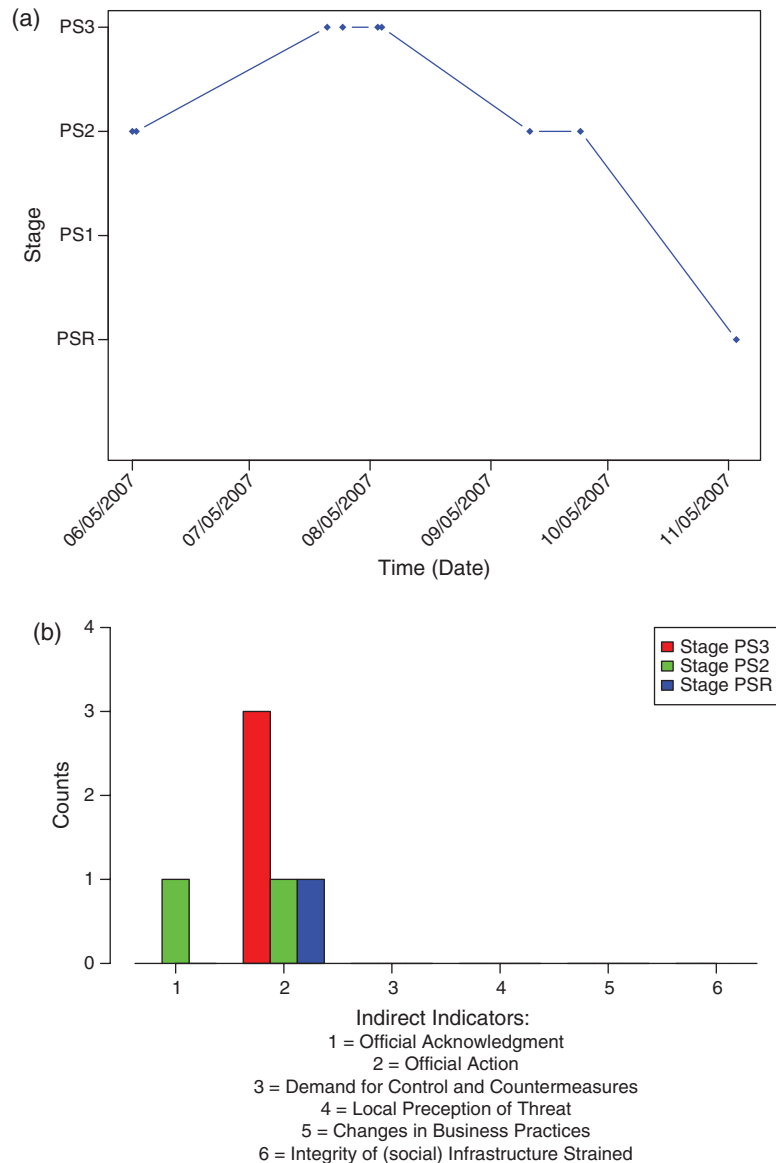 (a)
PS3
PS2
PS1
PSR
Stage
06/05/2007
07/05/2007
08/05/2007
09/05/2007
10/05/2007
11/05/2007
Time (Date)
(b)
4
3
2
1
0
Counts
Stage PS3
Stage PS2
Stage PSR
1 2 3 4 5 6
Indirect Indicators:
1 = Official Acknowledgment
2 = Official Action
3 = Demand for Control and Countermeasures
4 = Local Preception of Threat
5 = Changes in Business Practices
6 = Integrity of (social) Infrastructure Strained